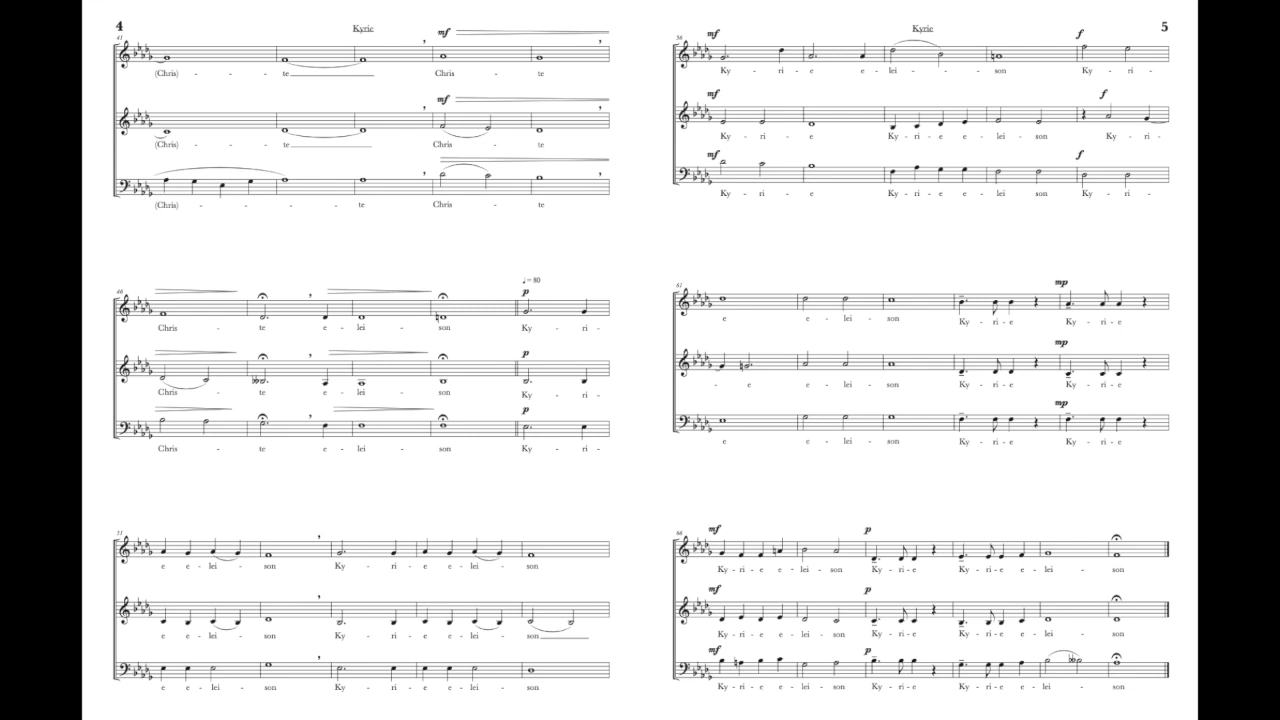 4
Kyrie
41
mf
(Chris) - - te Chris - te
mf
(Chris) - - te Chris - te
(Chris) - - - te Chris - te
46
Chris - te e - lei - son Ky - ri -
♩ = 80
p
Chris - te e - lei - son Ky - ri -
p
Chris - te e - lei - son Ky - ri -
p
51
e e - lei - son Ky - ri - e e - lei - son
e e - lei - son Ky - ri - e e - lei - son
e e - lei - son Ky - ri - e e - lei - son
Kyrie
5
56
mf
f
Ky - ri - e e - lei - son Ky - ri -
mf
f
Ky - ri - e Ky - ri - e e - lei - son Ky - ri -
mf
f
Ky - ri - e Ky - ri - e e - lei - son Ky - ri -
61
mp
e e - lei - son Ky - ri - e Ky - ri - e
mp
- e e - lei - son Ky - ri - e Ky - ri - e
mp
e e - lei - son Ky - ri - e Ky - ri - e
66
mf
p
Ky - ri - e e - lei - son Ky - ri - e Ky - ri - e e - lei - son
mf
p
Ky - ri - e e - lei - son Ky - ri - e Ky - ri - e e - lei - son
mf
p
Ky - ri - e e - lei - son Ky - ri - e Ky - ri - e e - lei - son